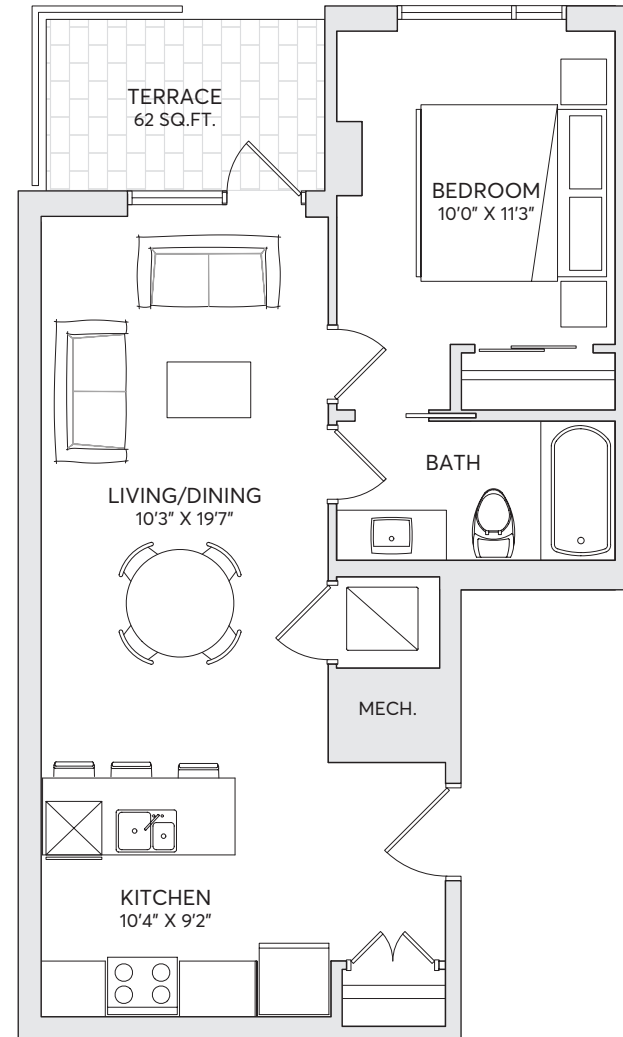 TERRACE
62 SQ.FT.
BEDROOM
10'0" X 11'3"
BATH
LIVING/DINING
10'3" X 19'7"
MECH.
KITCHEN
10'4" X 9'2"